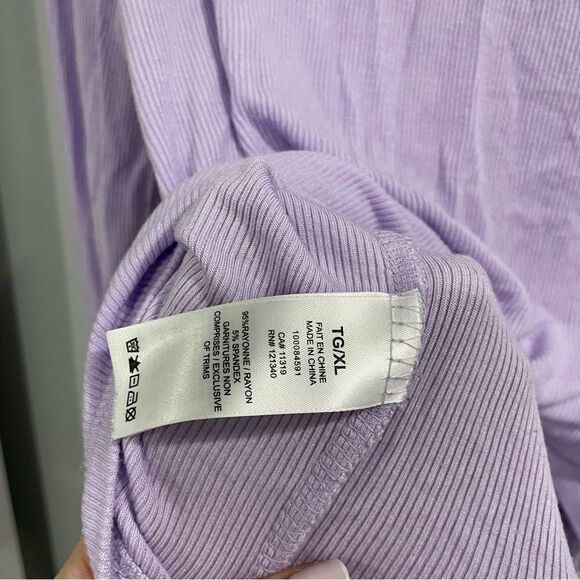 TG/XL
FAIT EN CHINE
MADE IN CHINA
100084591
CA# 11319
RN# 121340
95%RAYONNE / RAYON
5% SPANDEX
GARNITURES NON
COMPRISES / EXCLUSIVE
OF TRIMS